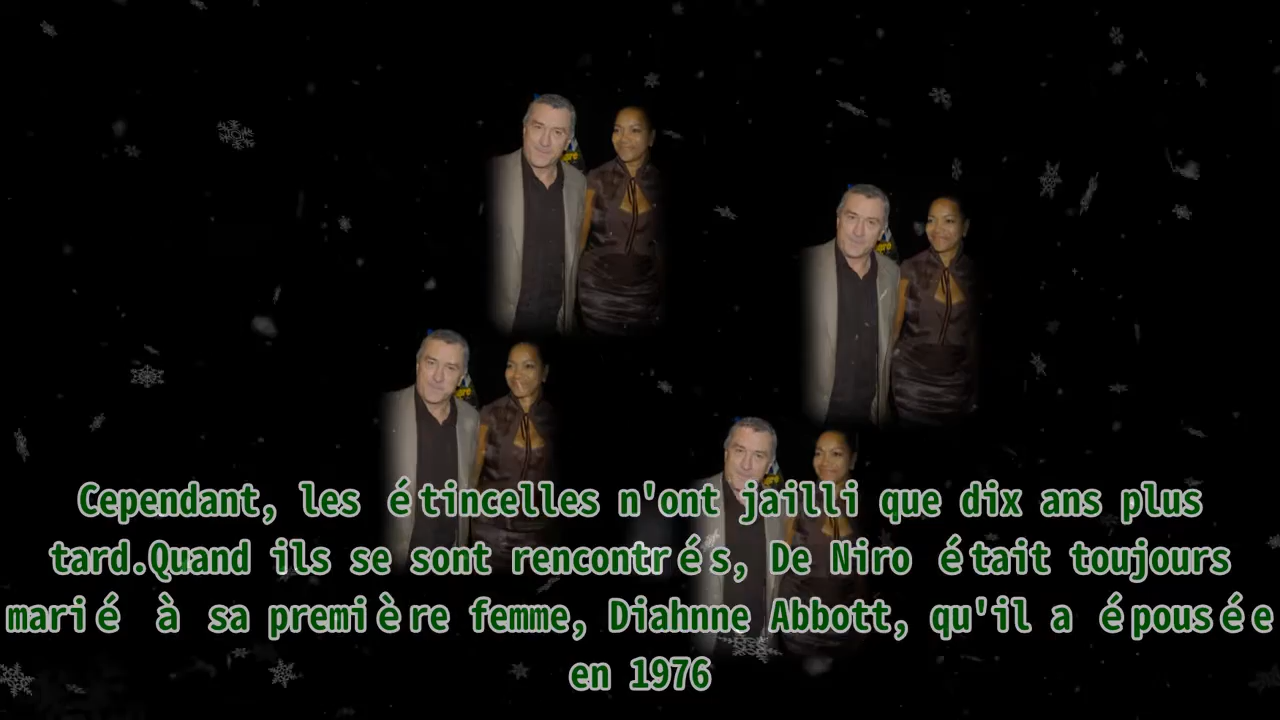 Cependant, les étincelles n'ont jailli que dix ans plus
tard.Quand ils se sont rencontrés, De Niro était toujours
marié à sa première femme, Diahnne Abbott, qu'il a épousée
en 1976